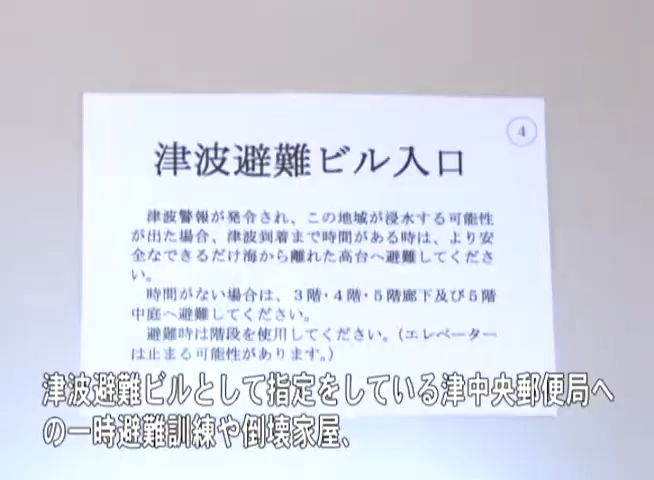 4
津波避難ビル入口
津波警報が発令され、この地域が浸水する可能性
が出た場合、津波到着まで時間がある時は、より安
全なできるだけ海から離れた高台へ避難してくださ
い。
時間がない場合は、3階・4階・5階廊下及び5階
中庭へ避難してください。
避難時は階段を使用してください。（エレベーター
は止まる可能性があります。）
津波避難ビルとして指定をしている津中央郵便局へ
の一時避難訓練や倒壊家屋、